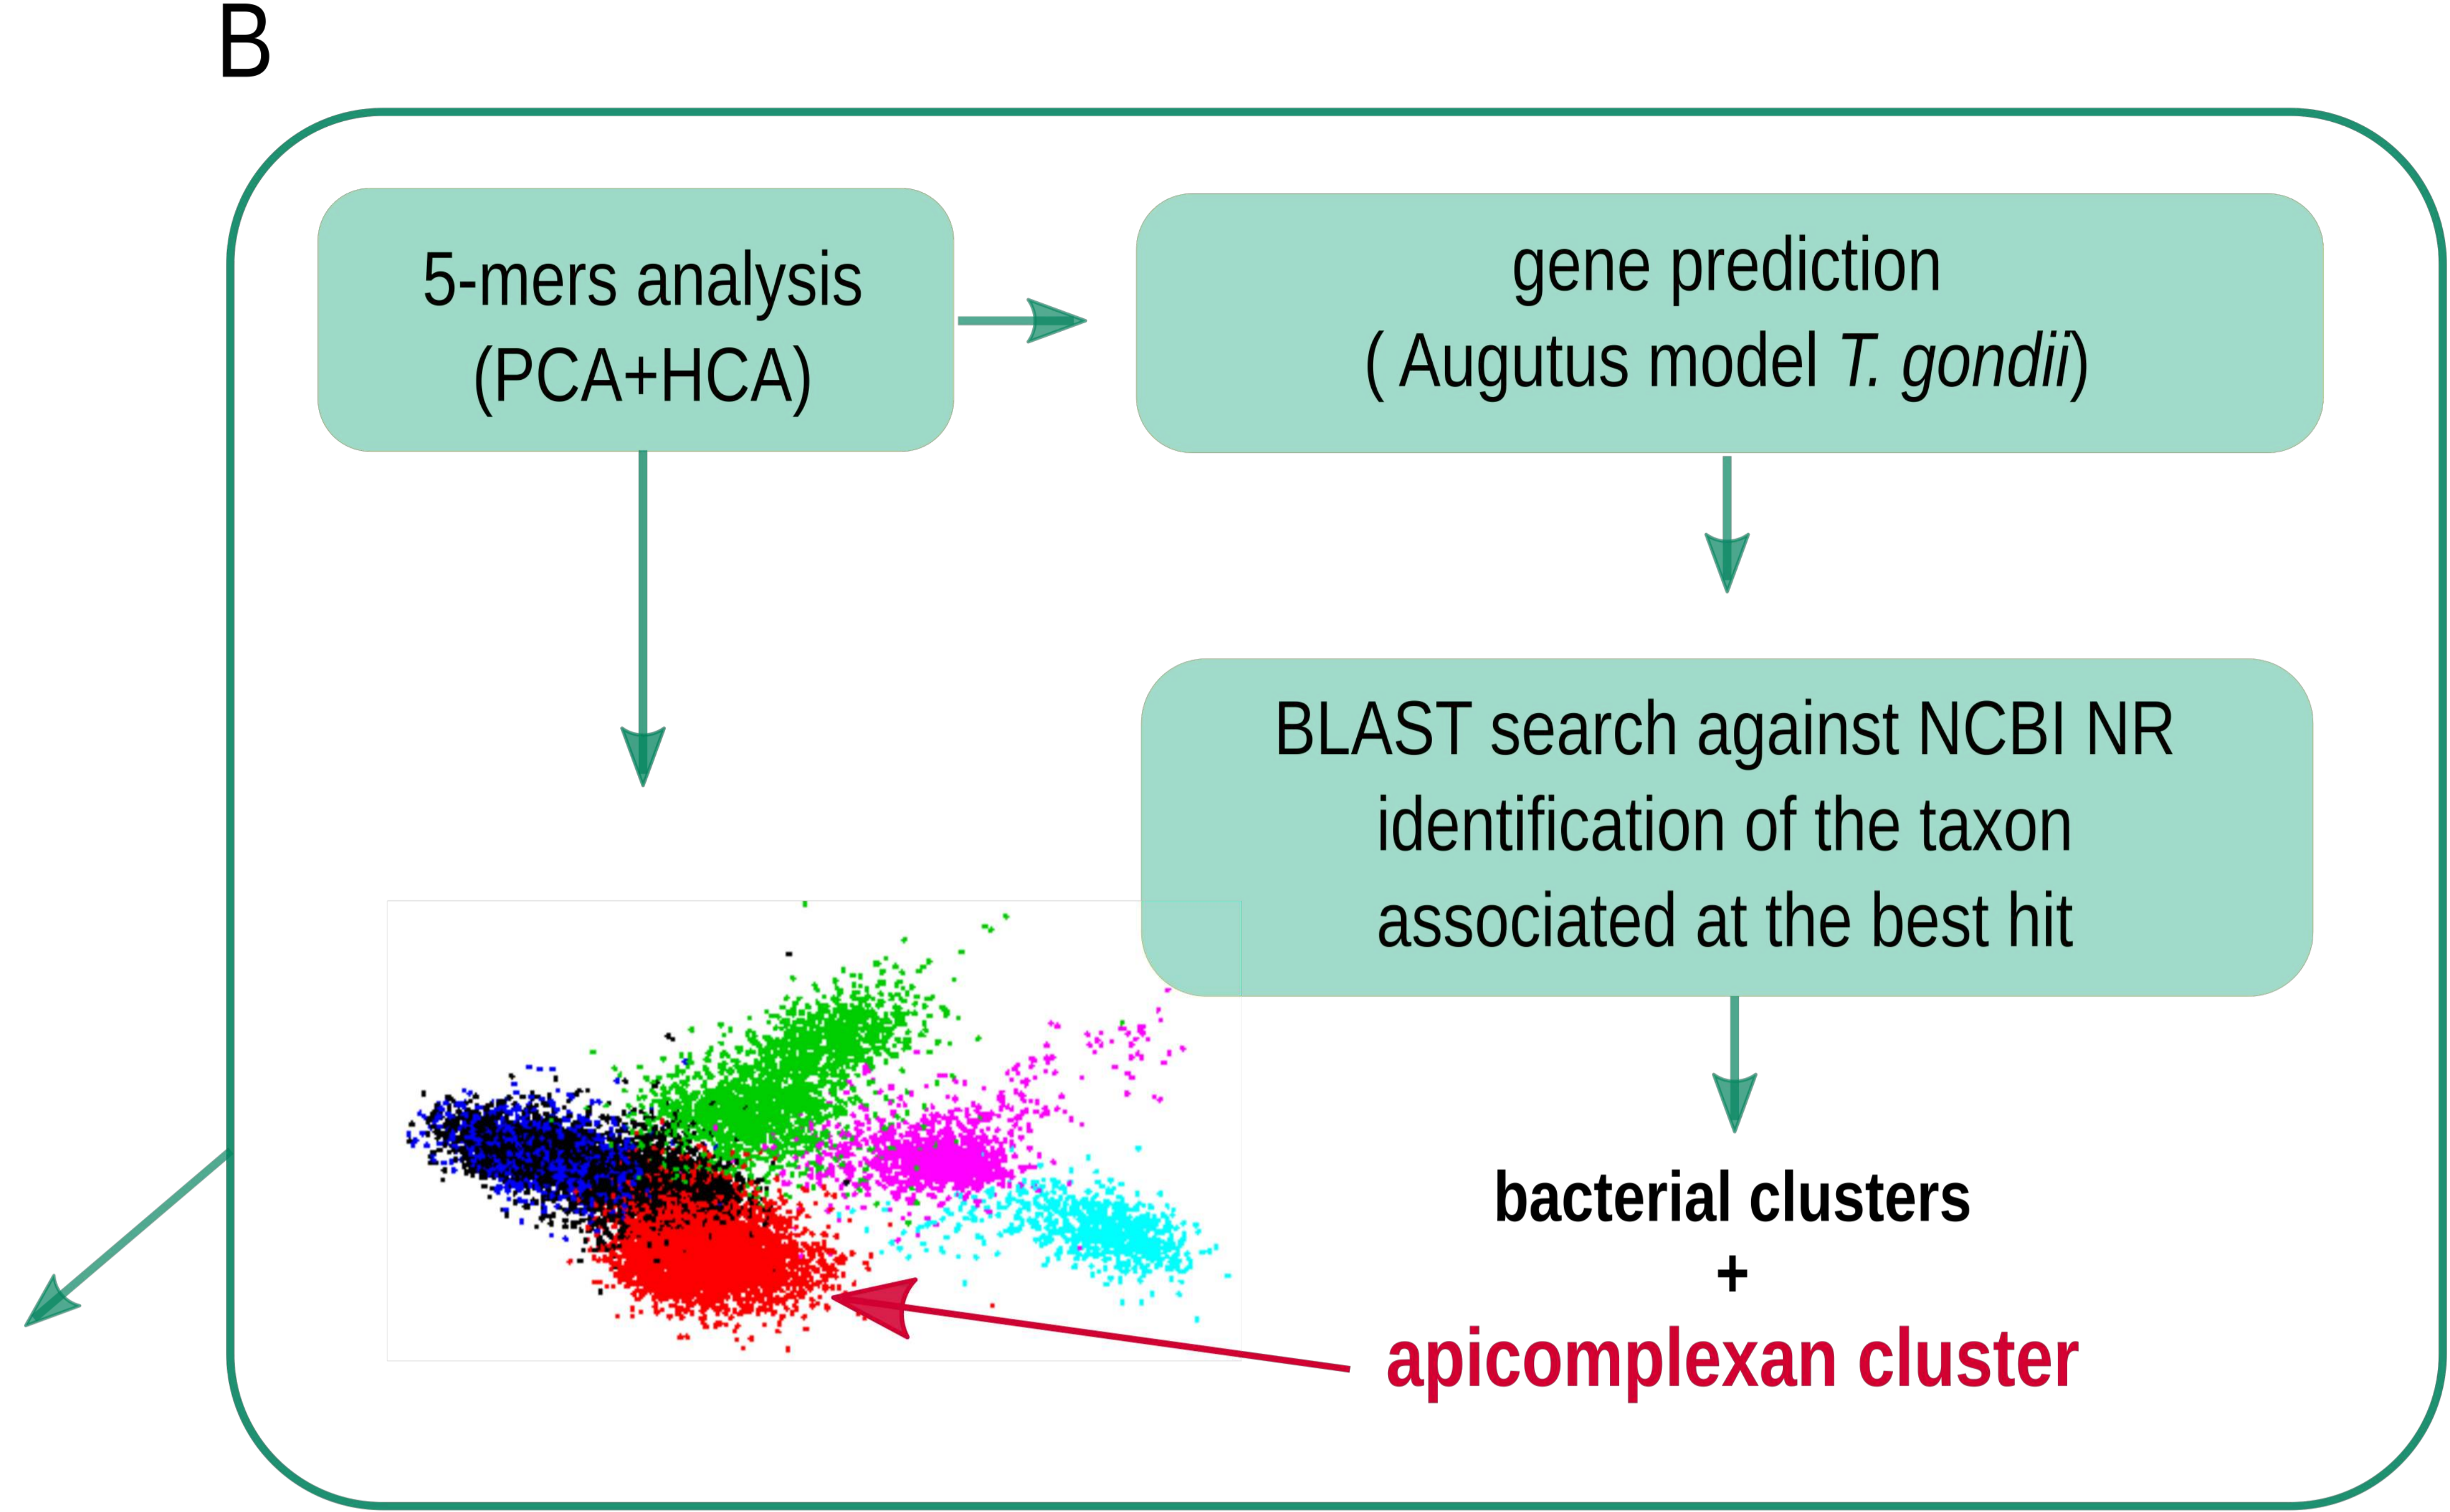 B
5-mers analysis
(PCA+HCA)
gene prediction
( Augutus model T. gondii)
BLAST search against NCBI NR
identification of the taxon
associated at the best hit
bacterial clusters
+
apicomplexan cluster